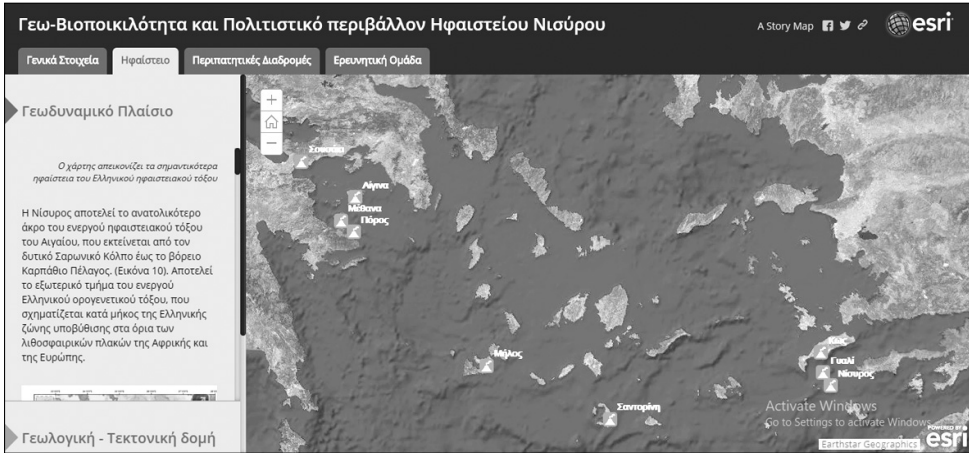 Γεω-Βιοποικιλότητα και Πολιτιστικό περιβάλλον Ηφαιστείου Νισύρου
A Story Map
esri
Γενικά Στοιχεία
Ηφαίστειο
Περιπατητικές Διαδρομές
Ερευνητική Ομάδα
Γεωδυναμικό Πλαίσιο
Ο χάρτης απεικονίζει τα σημαντικότερα
ηφαίστεια του Ελληνικού ηφαιστειακού τόξου
Η Νίσυρος αποτελεί το ανατολικότερο
άκρο του ενεργού ηφαιστειακού τόξου
του Αιγαίου, που εκτείνεται από τον
δυτικό Σαρωνικό Κόλπο έως το βόρειο
Καρπάθιο Πέλαγος. (Εικόνα 10). Αποτελεί
το εξωτερικό τμήμα του ενεργού
Ελληνικού ορογενετικού τόξου, που
σχηματίζεται κατά μήκος της Ελληνικής
ζώνης υποβύθισης στα όρια των
λιθοσφαιρικών πλακών της Αφρικής και
της Ευρώπης.
Γεωλογική - Τεκτονική δομή
Σουσάκι
Αίγινα
Μέθανα
Πόρος
Μήλος
Σαντορίνη
Κως
Γυαλί
Νίσυρος
Activate Windows
Go to Settings to activate Windows.
Earthstar Geographics
POWERED BY
esri